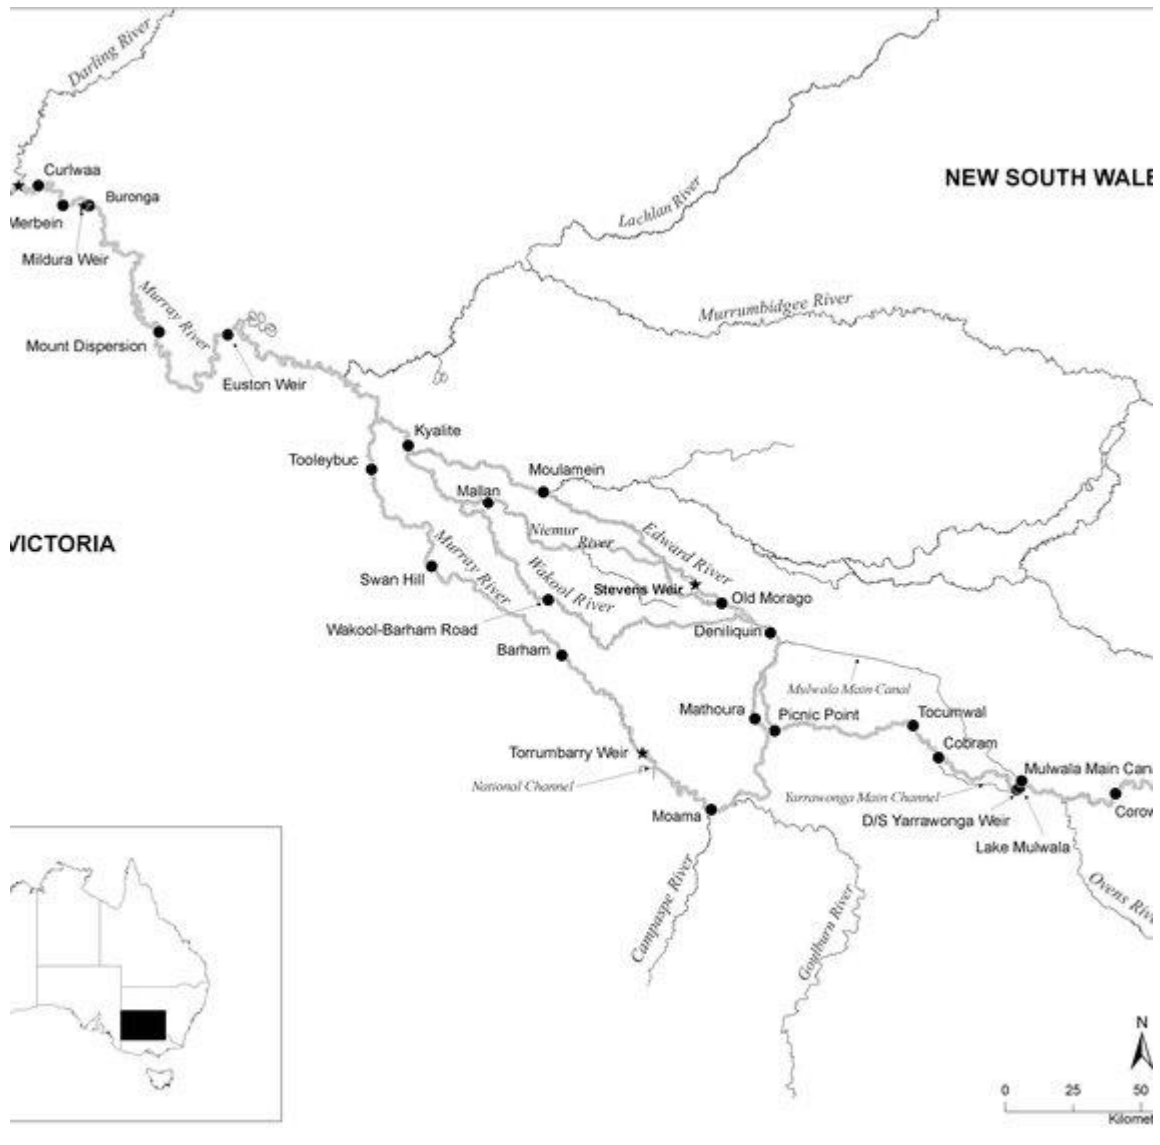 Darling River
Curlwaa
NEW SOUTH WALE
Buronga
Merbein
Lachlan River
Mildura Weir
Murray River
Murrumbidgee River
Mount Dispersion
Euston Weir
Kyalite
Tooleybuc
Moulamein
Mallan
Niemur
River
Edward River
VICTORIA
Murray River
Wakool River
Swan Hill
Stevens Weir
Old Morago
Wakool-Barham Road
Deniliquin
Barham
Mulwala Main Canal
Mathoura
Picnic Point
Tocumwal
Torrumbarry Weir
Cobram
National Channel
Mulwala Main Cana
Yarrawonga Main Channel
Moama
D/S Yarrawonga Weir
Corow
Lake Mulwala
Campaspe River
Goulburn River
Ovens Rive
N
0 25 50
Kilomet